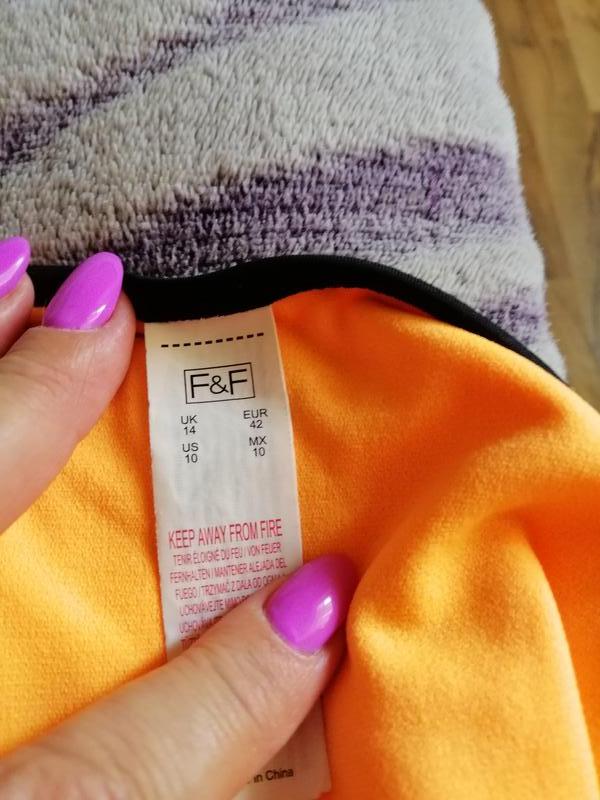 F&F
UK EUR
14 42
US MX
10 10
KEEP AWAY FROM FIRE
TENIR ÉLOIGNÉ DU FEU / VON FEUER
FERNHALTEN / MANTENER ALEJADA DEL
FUEGO / TRZYMAĆ Z DALA OD
UCHOVÁVEJTE
in China